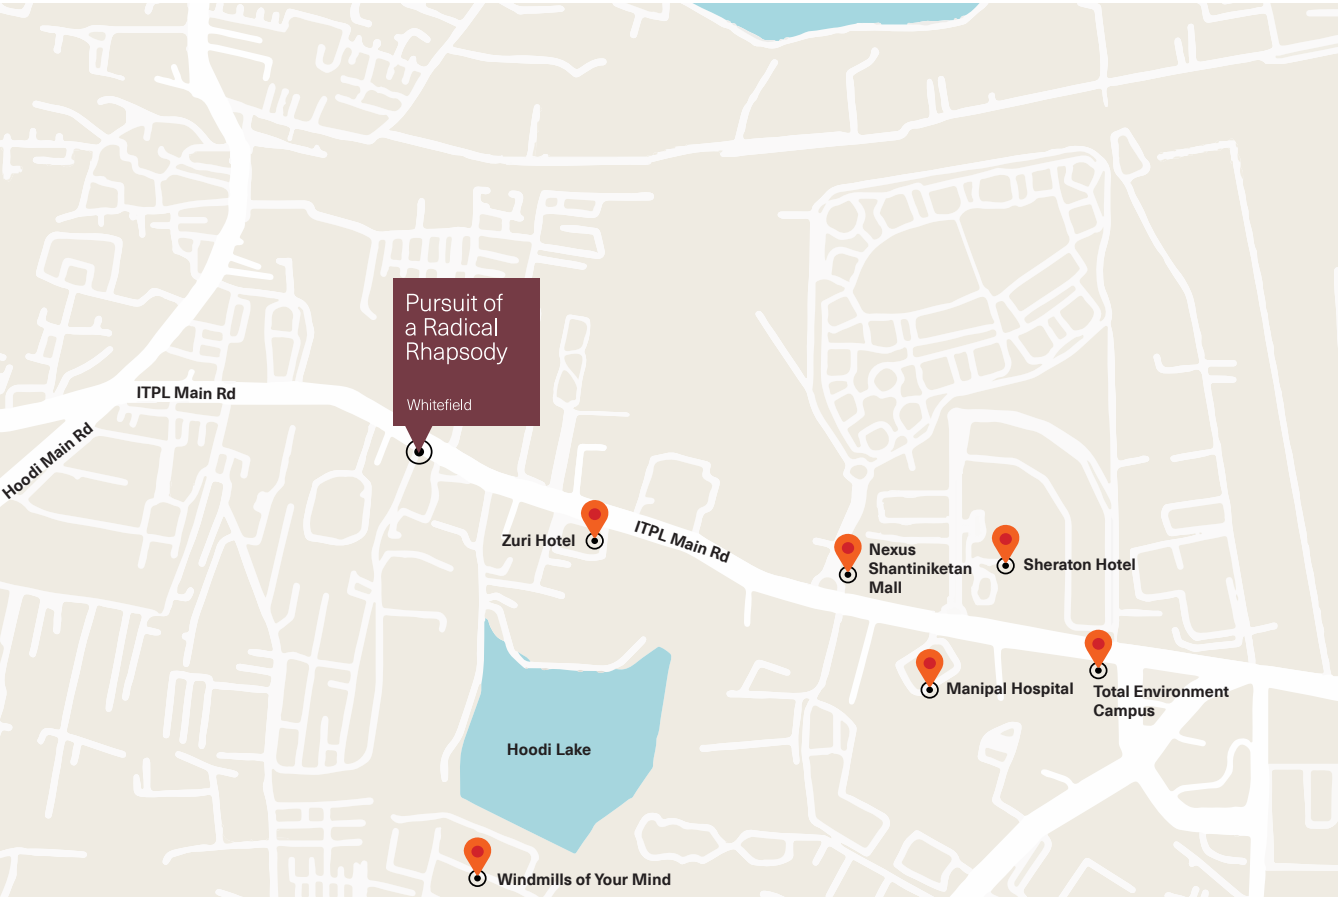 Pursuit of
a Radical
Rhapsody
Whitefield
ITPL Main Rd
Hoodi Main Rd
Zuri Hotel
ITPL Main Rd
Nexus
Shantiniketan
Mall
Sheraton Hotel
Manipal Hospital
Total Environment
Campus
Hoodi Lake
Windmills of Your Mind